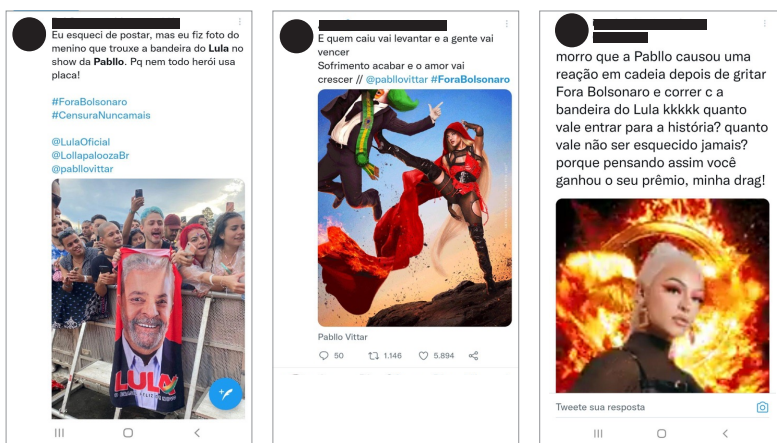 Eu esqueci de postar, mas eu fiz foto do
menino que trouxe a bandeira do Lula no
show da Pabllo. Pq nem todo herói usa
placa!
#ForaBolsonaro
#CensuraNuncamais
@LulaOficial
@LollapaloozaBr
@pabllovittar
LULA
E quem caiu vai levantar e a gente vai
vencer
Sofrimento acabar e o amor vai
crescer // @pabllovittar #ForaBolsonaro
Pabllo Vittar
50 1.146 5.894
morro que a Pabllo causou uma
reação em cadeia depois de gritar
Fora Bolsonaro e correr c a
bandeira do Lula kkkkk quanto
vale entrar para a história? quanto
vale não ser esquecido jamais?
porque pensando assim você
ganhou o seu prêmio, minha drag!
Tweete sua resposta